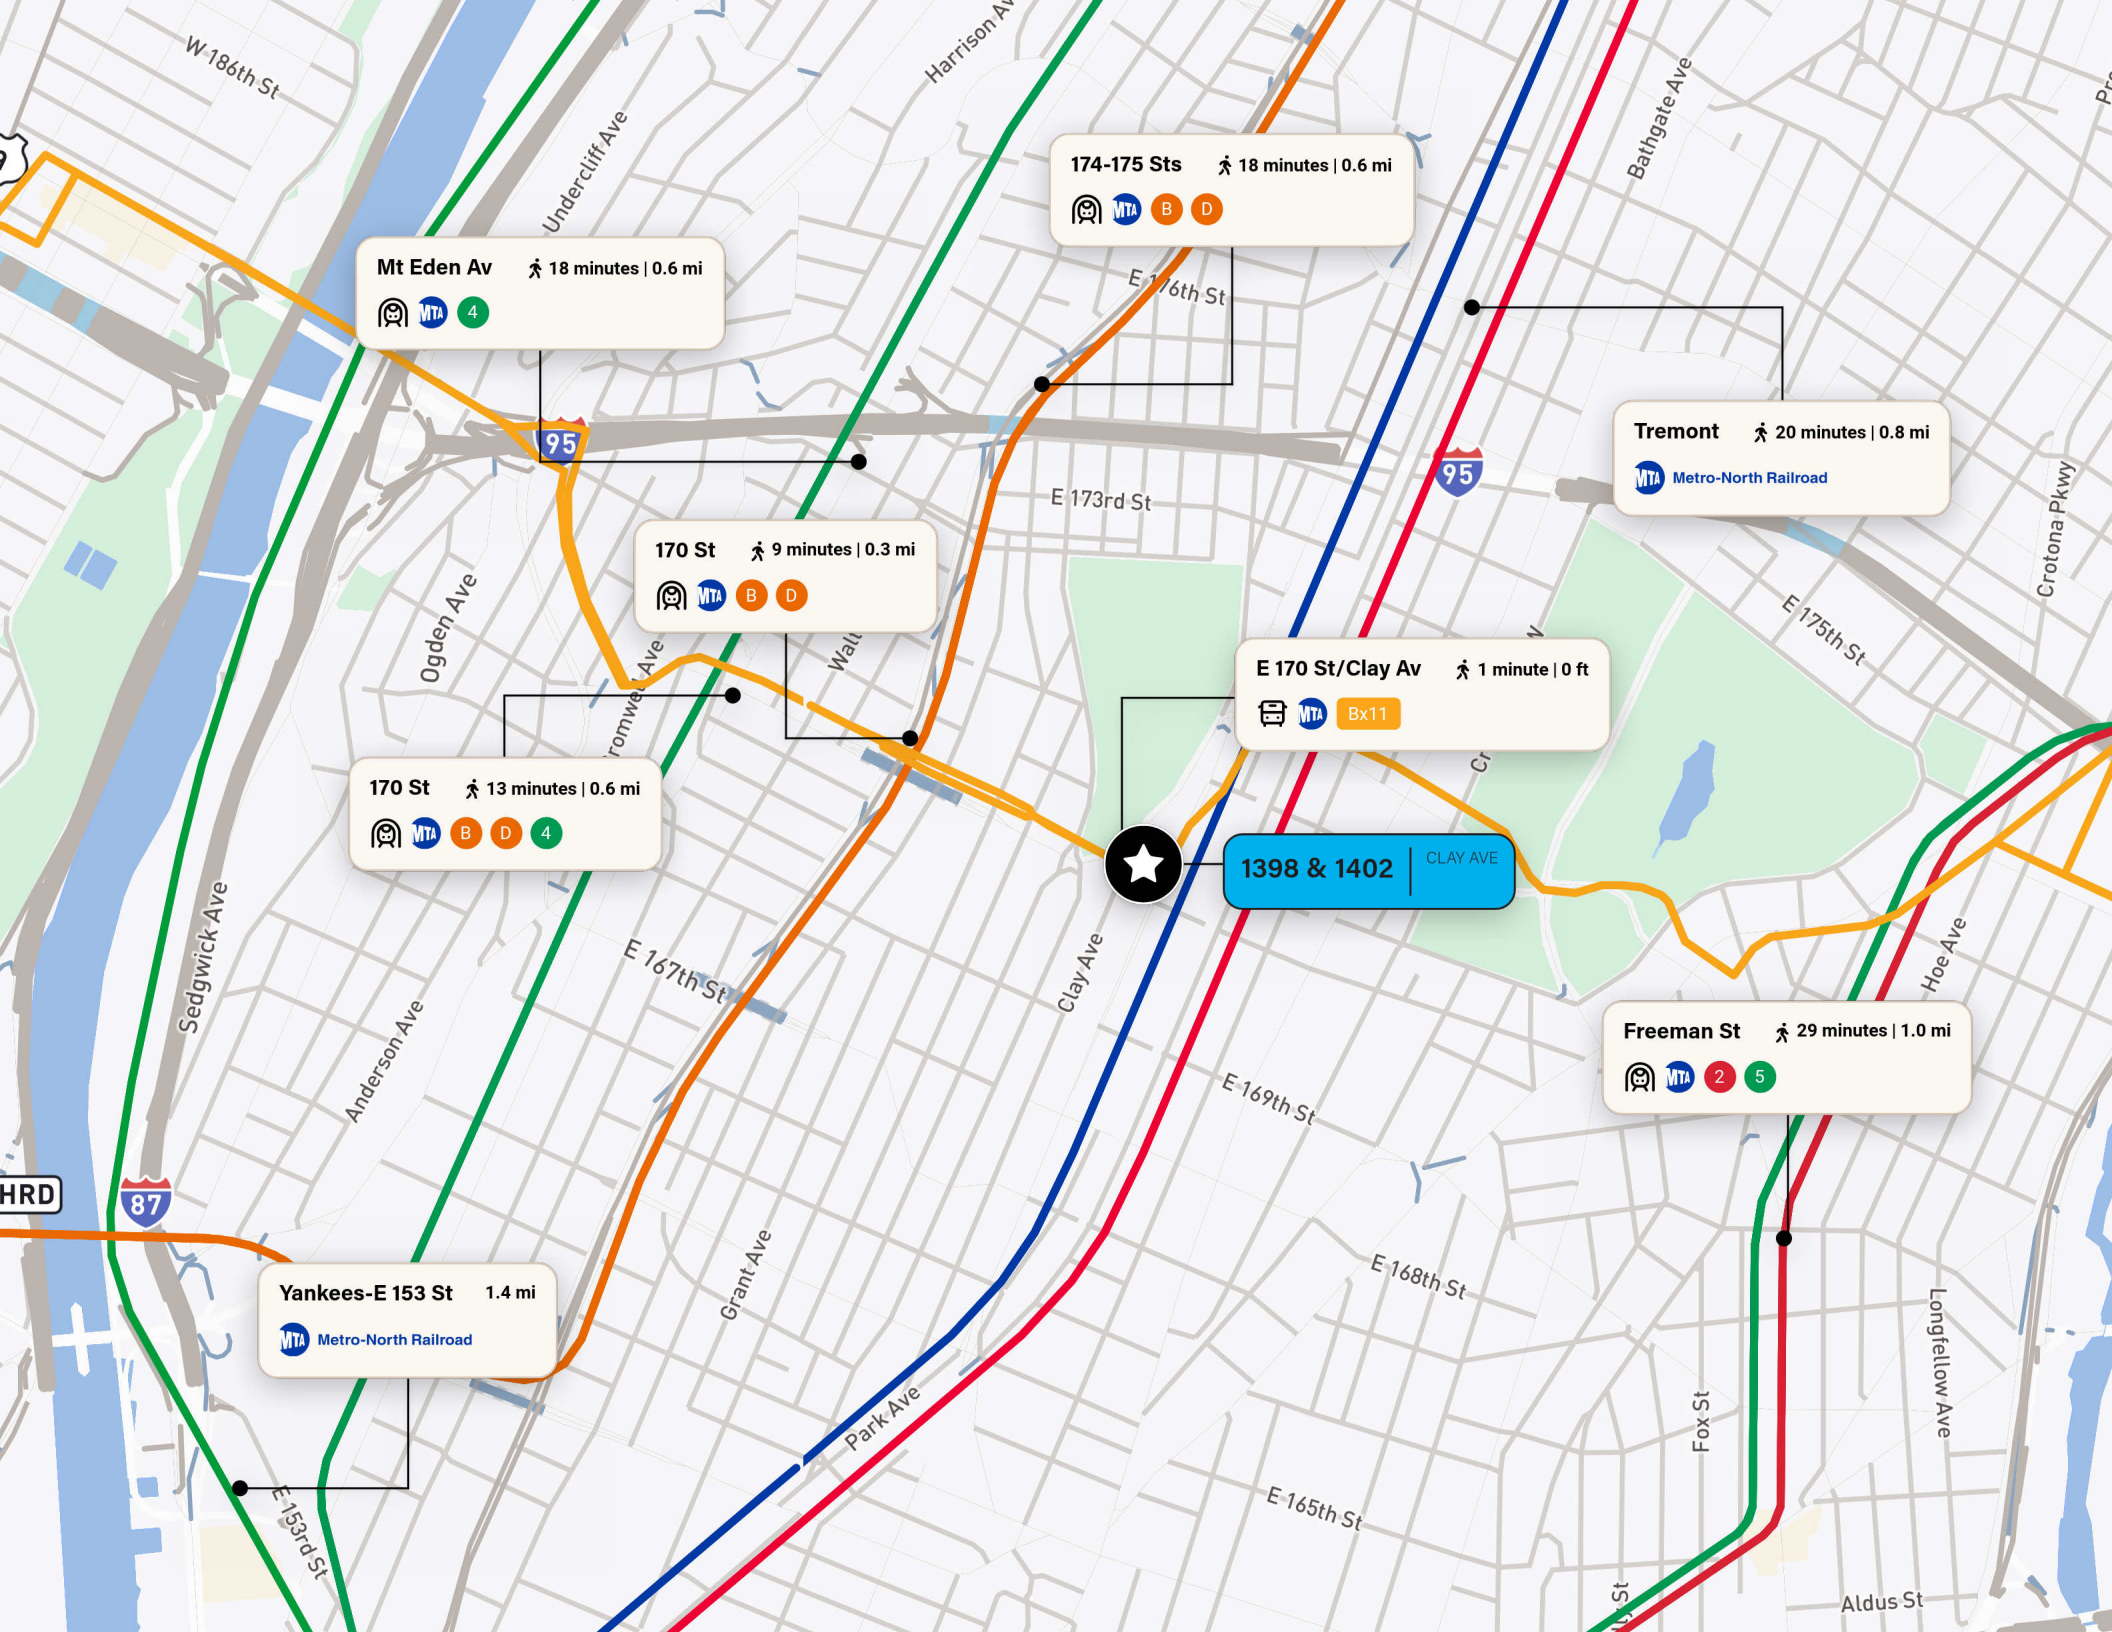 W 186th St
Harrison Av
Bathgate Ave
9
Undercliff Ave
174-175 Sts 18 minutes | 0.6 mi
MTA B D
Mt Eden Av 18 minutes | 0.6 mi
MTA 4
E 176th St
Tremont 20 minutes | 0.8 mi
MTA Metro-North Railroad
95
95
E 173rd St
Crotona Pkwy
170 St 9 minutes | 0.3 mi
MTA B D
Ogden Ave
E 175th St
E 170 St/Clay Av 1 minute | 0 ft
MTA Bx11
170 St 13 minutes | 0.6 mi
MTA B D 4
1398 & 1402 CLAY AVE
Sedgwick Ave
E 167th St
Clay Ave
Hoe Ave
Anderson Ave
Freeman St 29 minutes | 1.0 mi
MTA 2 5
E 169th St
HRD
87
Grant Ave
E 168th St
Yankees-E 153 St 1.4 mi
MTA Metro-North Railroad
Longfellow Ave
Park Ave
Fox St
E 153rd St
E 165th St
Aldus St